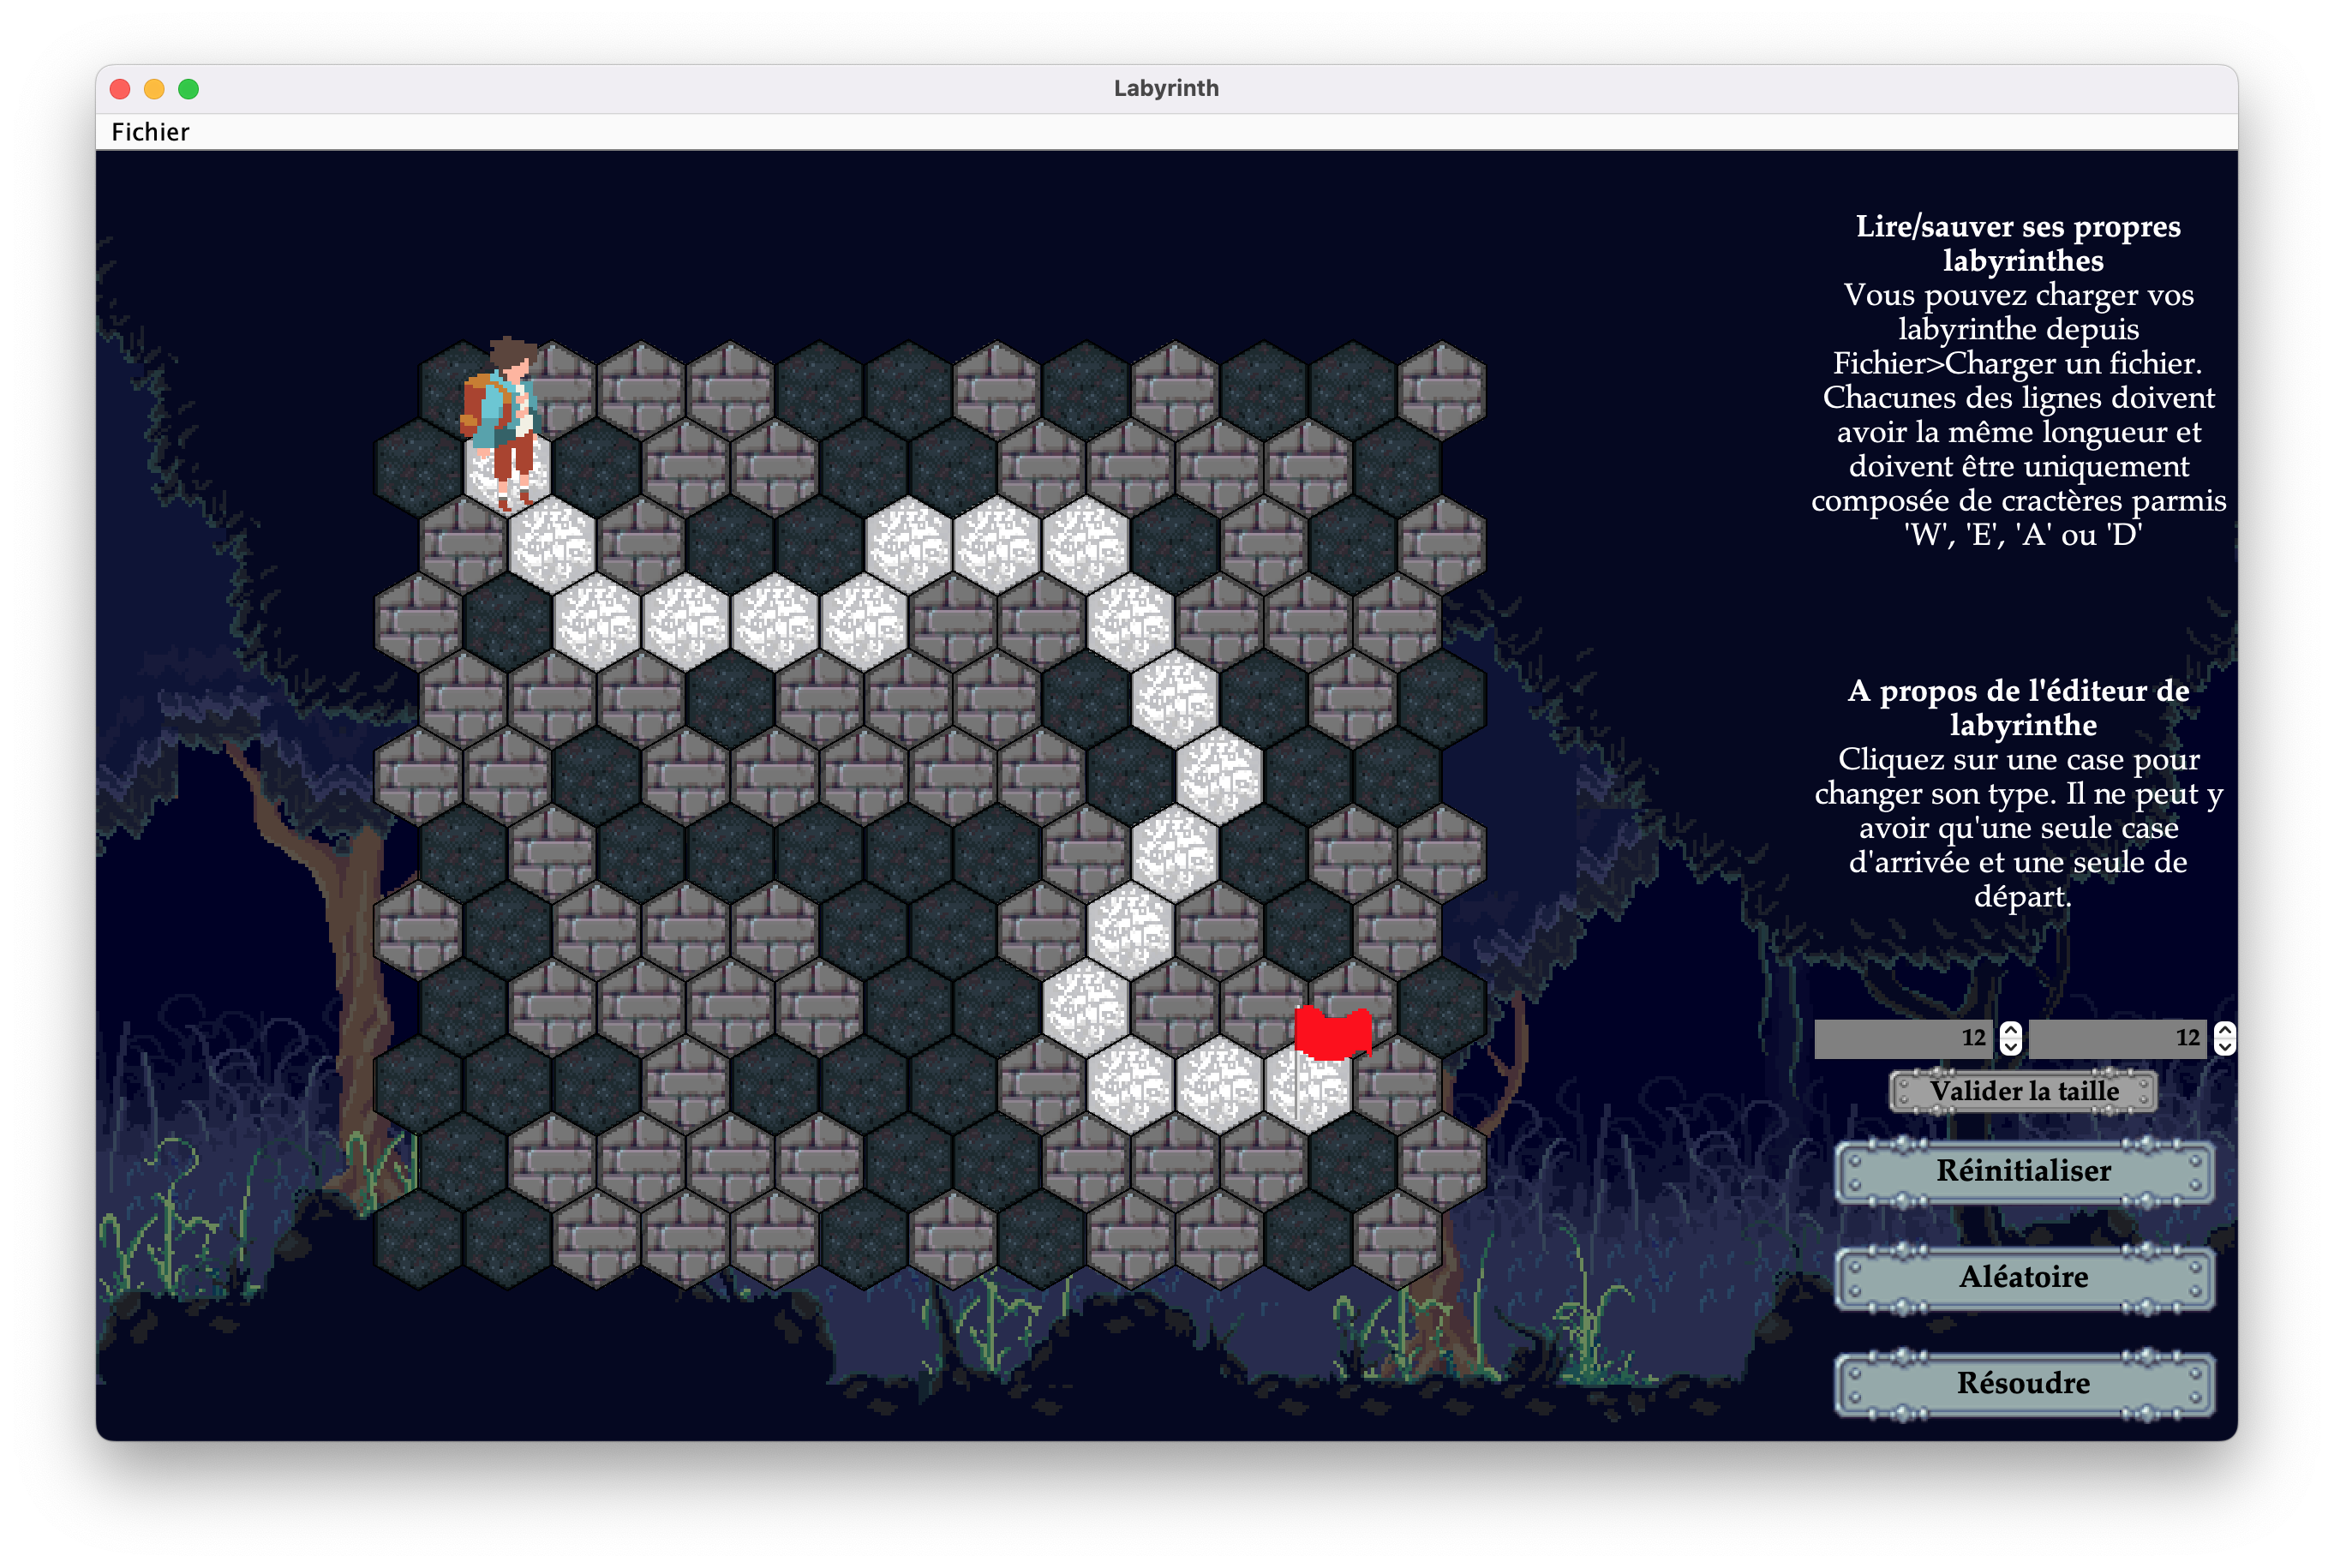 Labyrinth
Fichier
Lire/sauver ses propres
labyrinthes
Vous pouvez charger vos
labyrinthe depuis
Fichier>Charger un fichier.
Chacunes des lignes doivent
avoir la même longueur et
doivent être uniquement
composée de cractères parmis
'W', 'E', 'A' ou 'D'
A propos de l'éditeur de
labyrinthe
Cliquez sur une case pour
changer son type. Il ne peut y
avoir qu'une seule case
d'arrivée et une seule de
départ.
12 12
Valider la taille
Réinitialiser
Aléatoire
Résoudre